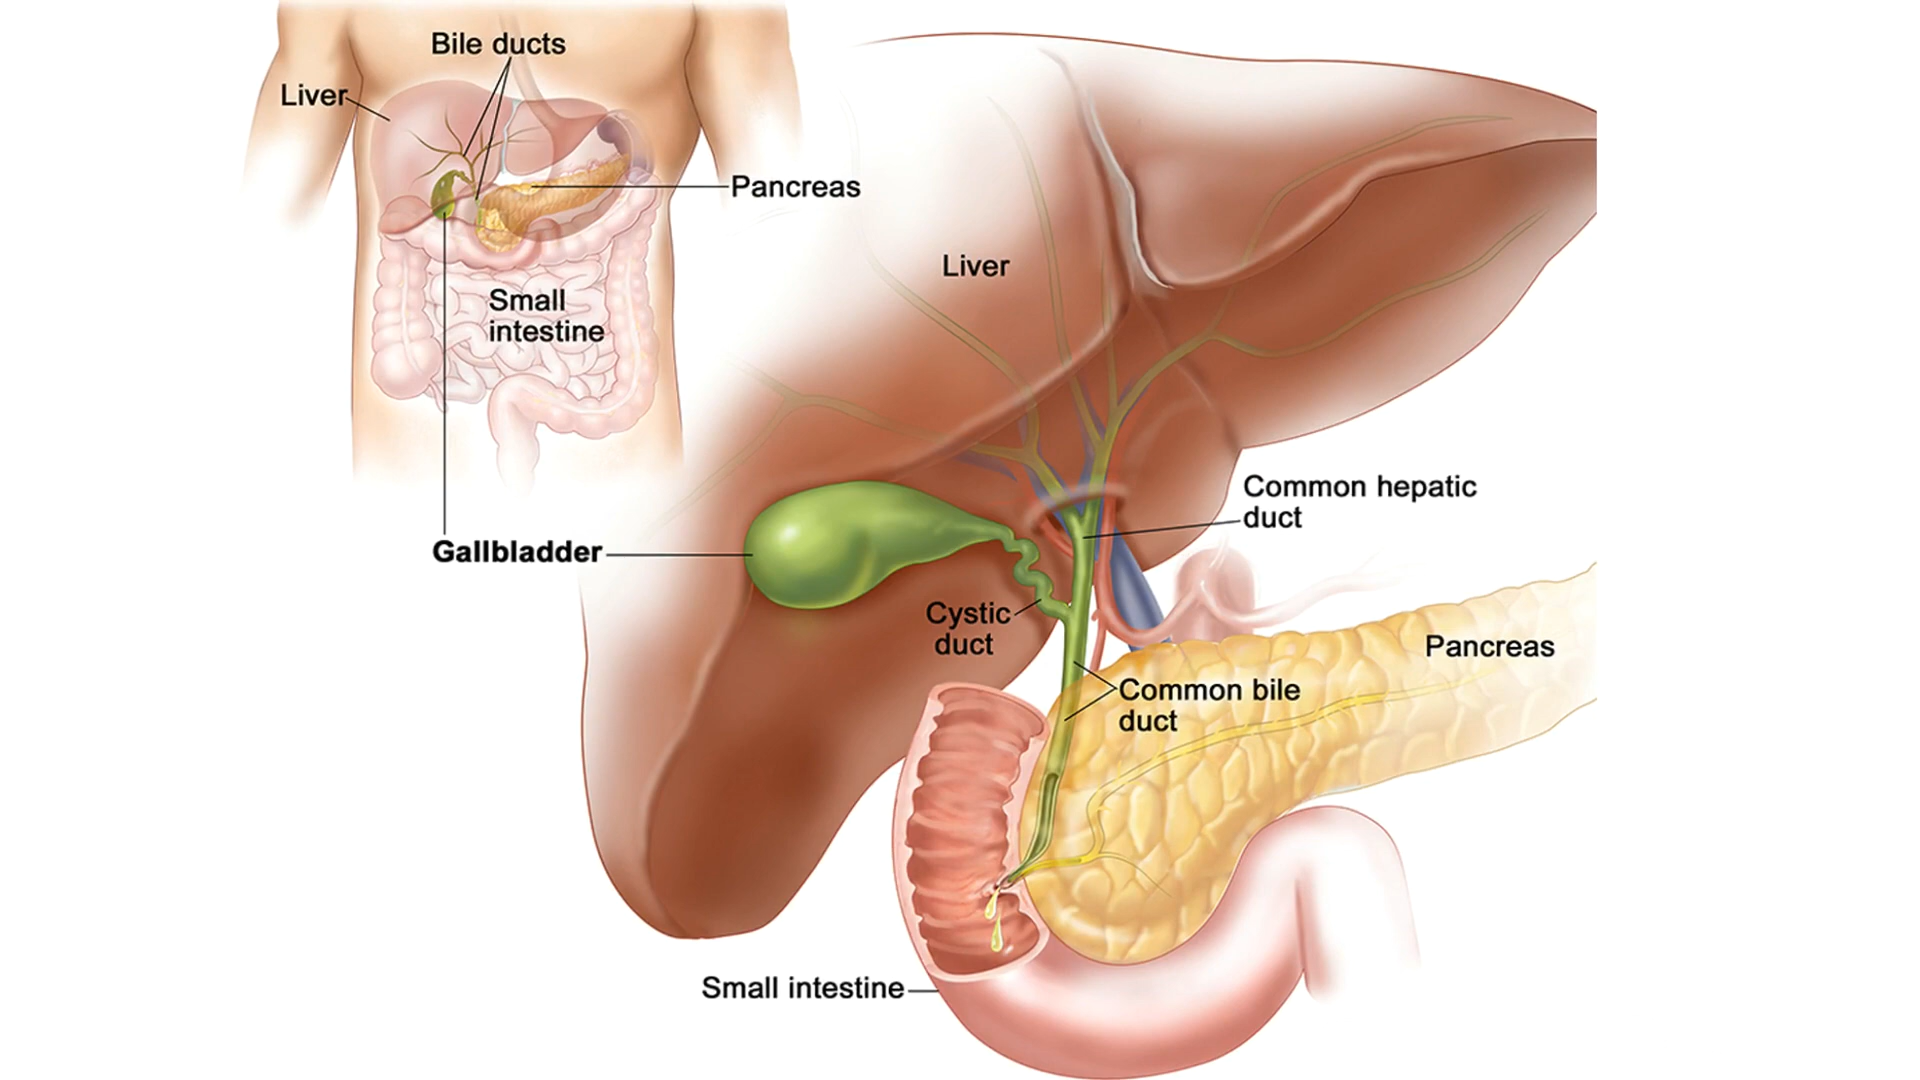 Bile ducts
Liver
Pancreas
Small
intestine
Gallbladder
Liver
Common hepatic
duct
Cystic
duct
Pancreas
Common bile
duct
Small intestine